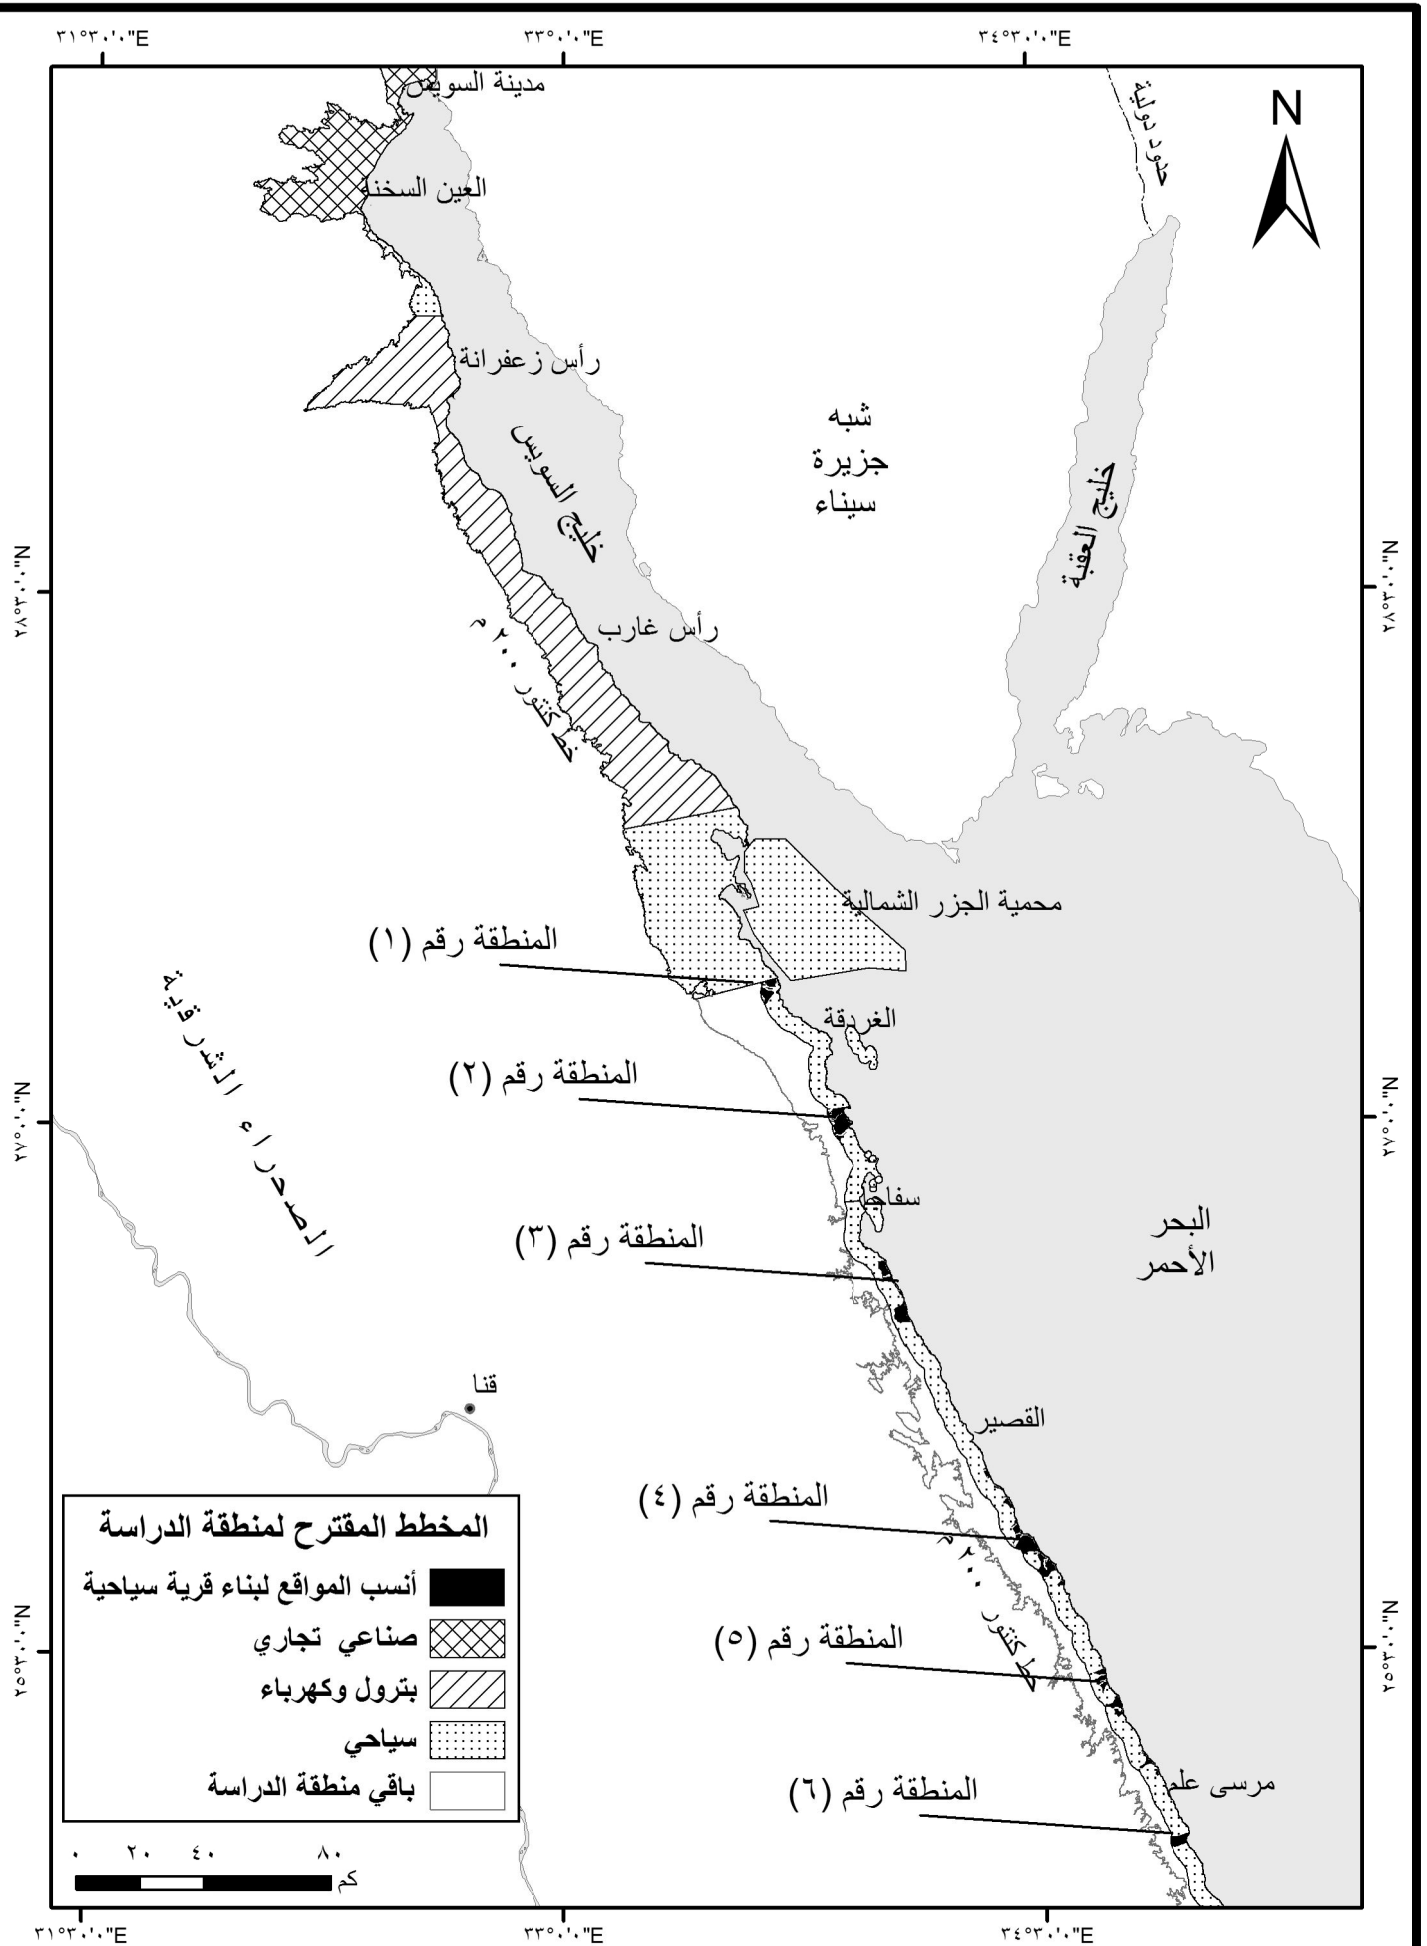 ٣١°٣٠'٠"E
٣٣°٠'٠"E
٣٤°٣٠'٠"E
مدينة السويس
حدود دولية
N
العين السخنه
رأس زعفرانة
خليج السويس
شبه
جزيرة
سيناء
خليج العقبة
٢٨°٣٠'٠"N
٢٨°٣٠'٠"N
رأس غارب
خط كنتور ٢٠٠ م
محمية الجزر الشمالية
المنطقة رقم (١)
الصحراء الشرقية
الغردقة
المنطقة رقم (٢)
٢٧°٠'٠"N
٢٧°٠'٠"N
سفاجا
المنطقة رقم (٣)
البحر
الأحمر
قنا
القصير
المنطقة رقم (٤)
خط كنتور ٢٠٠ م
المنطقة رقم (٥)
٢٥°٣٠'٠"N
٢٥°٣٠'٠"N
مرسى علم
المنطقة رقم (٦)
المخطط المقترح لمنطقة الدراسة
أنسب المواقع لبناء قرية سياحية
صناعي تجاري
بترول وكهرباء
سياحي
باقي منطقة الدراسة
٠ ٢٠ ٤٠ ٨٠
كم
٣١°٣٠'٠"E
٣٣°٠'٠"E
٣٤°٣٠'٠"E